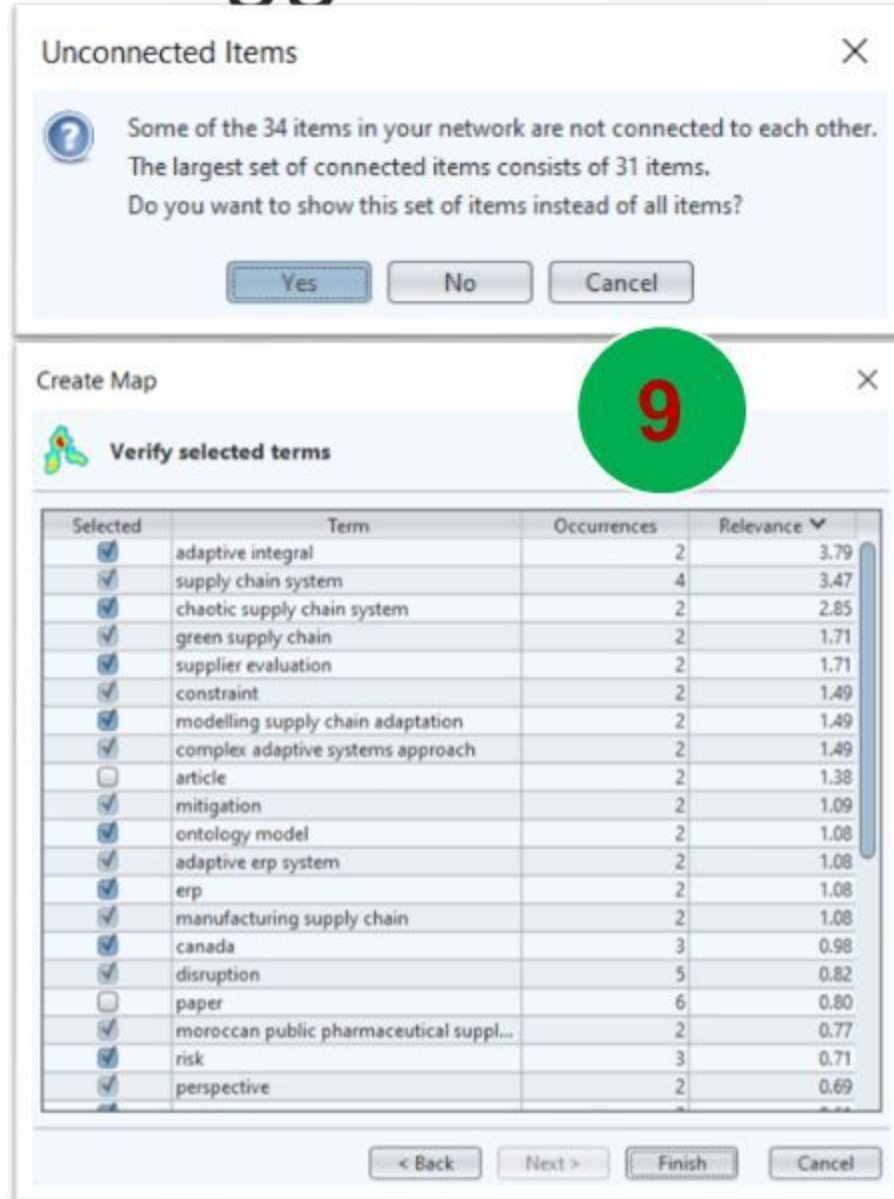 Unconnected Items
Some of the 34 items in your network are not connected to each other.
The largest set of connected items consists of 31 items.
Do you want to show this set of items instead of all items?
Yes No Cancel
Create Map
9
Verify selected terms
Selected Term Occurrences Relevance
adaptive integral 2 3.79
supply chain system 4 3.47
chaotic supply chain system 2 2.85
green supply chain 2 1.71
supplier evaluation 2 1.71
constraint 2 1.49
modelling supply chain adaptation 2 1.49
complex adaptive systems approach 2 1.49
article 2 1.38
mitigation 2 1.09
ontology model 2 1.08
adaptive erp system 2 1.08
erp 2 1.08
manufacturing supply chain 2 1.08
canada 3 0.98
disruption 5 0.82
paper 6 0.80
moroccan public pharmaceutical suppl... 2 0.77
risk 3 0.71
perspective 2 0.69
< Back Next > Finish Cancel